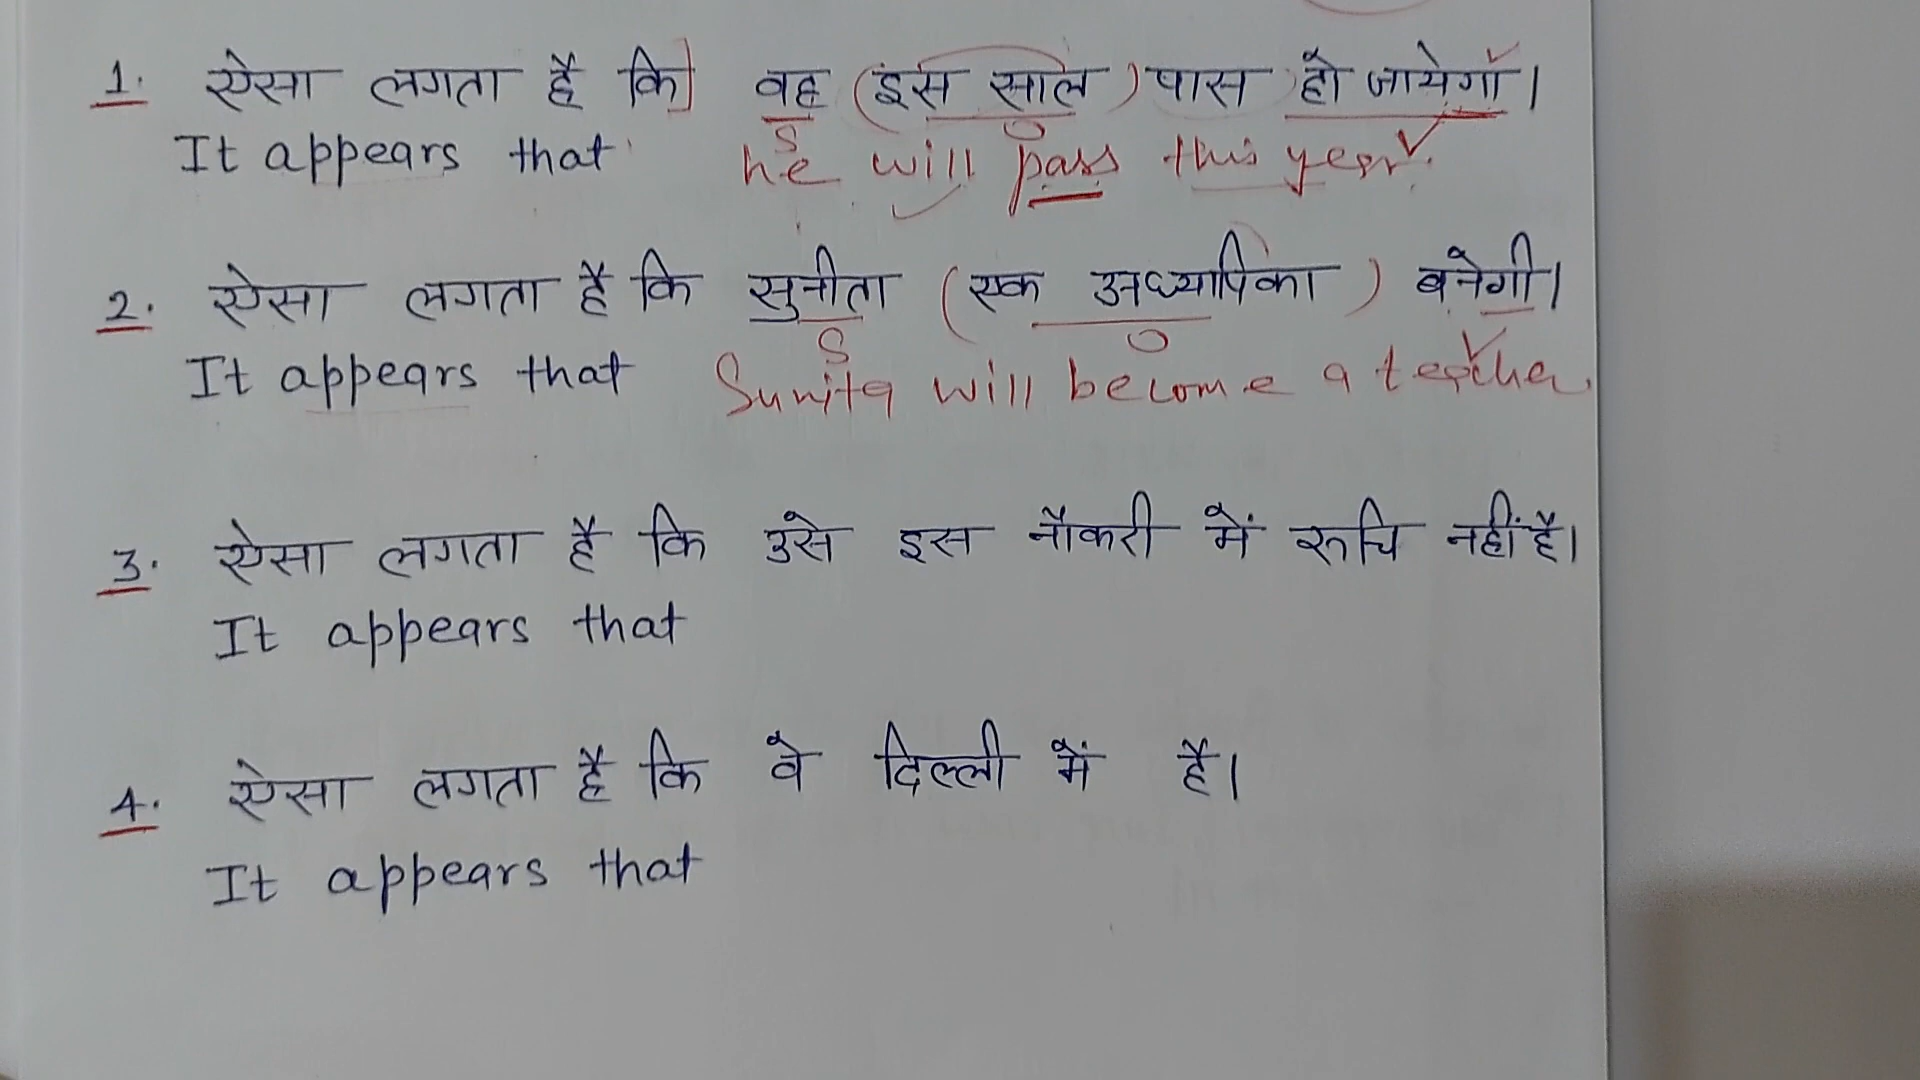 1. ऐसा लगता है कि] वह (इस साल) पास हो जायेगा।
S O
It appears that he will pass this year.
2. ऐसा लगता है कि सुनीता (एक अध्यापिका) बनेगी।
S O
It appears that Sunita will become a teacher
3. ऐसा लगता है कि उसे इस नौकरी में रूचि नहीं है।
It appears that
4. ऐसा लगता है कि वे दिल्ली में है।
It appears that